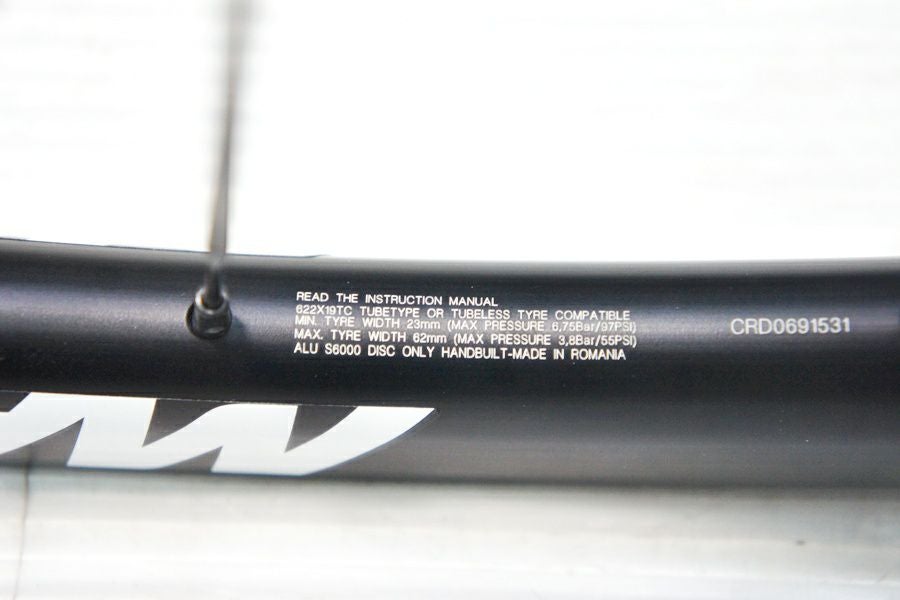 READ THE INSTRUCTION MANUAL
622X19TC TUBETYPE OR TUBELESS TYRE COMPATIBLE
MIN. TYRE WIDTH 23mm (MAX PRESSURE 6,75Bar/97PSI)
MAX. TYRE WIDTH 62mm (MAX PRESSURE 3,8Bar/55PSI)
ALU S6000 DISC ONLY HANDBUILT-MADE IN ROMANIA
CRD0691531